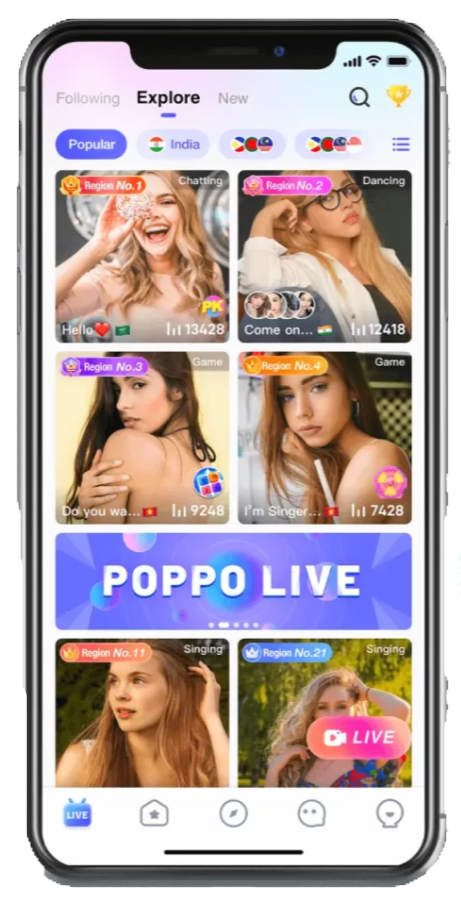 Following Explore New
Popular India
Region No.1 Chatting
PK
Hello 13428
Region No.2 Dancing
Come on... 12418
Region No.3 Game
Do you wa... 9248
Region No.4 Game
I'm Singer... 7428
POPPO LIVE
Region No.11 Singing
Region No.21 Singing
LIVE
LIVE